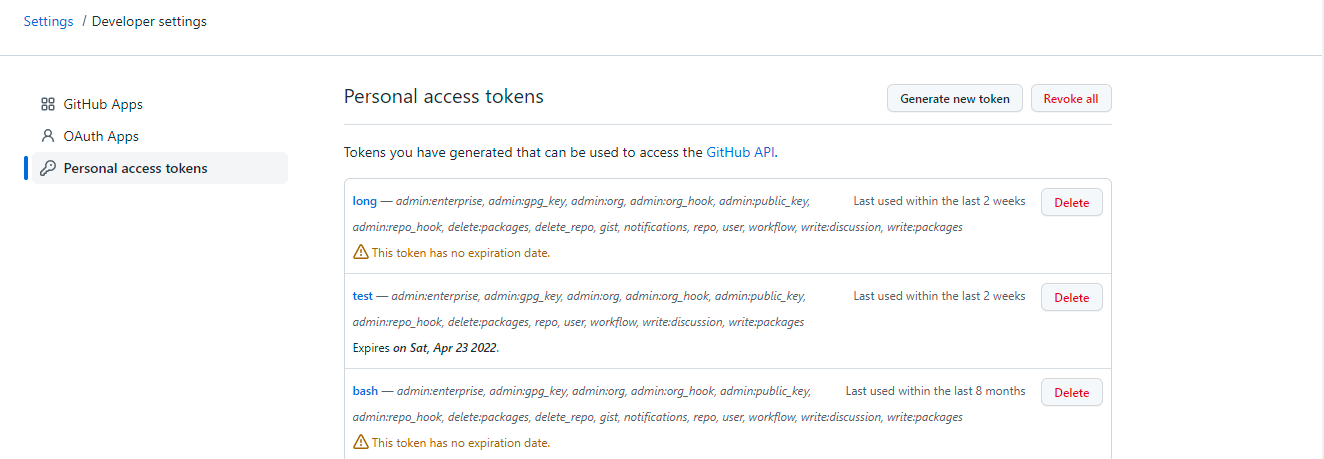 Settings / Developer settings
GitHub Apps
OAuth Apps
Personal access tokens
Personal access tokens
Generate new token
Revoke all
Tokens you have generated that can be used to access the GitHub API.
long — admin:enterprise, admin:gpg_key, admin:org, admin:org_hook, admin:public_key, Last used within the last 2 weeks Delete
admin:repo_hook, delete:packages, delete_repo, gist, notifications, repo, user, workflow, write:discussion, write:packages
This token has no expiration date.
test — admin:enterprise, admin:gpg_key, admin:org, admin:org_hook, admin:public_key, Last used within the last 2 weeks Delete
admin:repo_hook, delete:packages, repo, user, workflow, write:discussion, write:packages
Expires on Sat, Apr 23 2022.
bash — admin:enterprise, admin:gpg_key, admin:org, admin:org_hook, admin:public_key, Last used within the last 8 months Delete
admin:repo_hook, delete:packages, delete_repo, gist, notifications, repo, user, workflow, write:discussion, write:packages
This token has no expiration date.